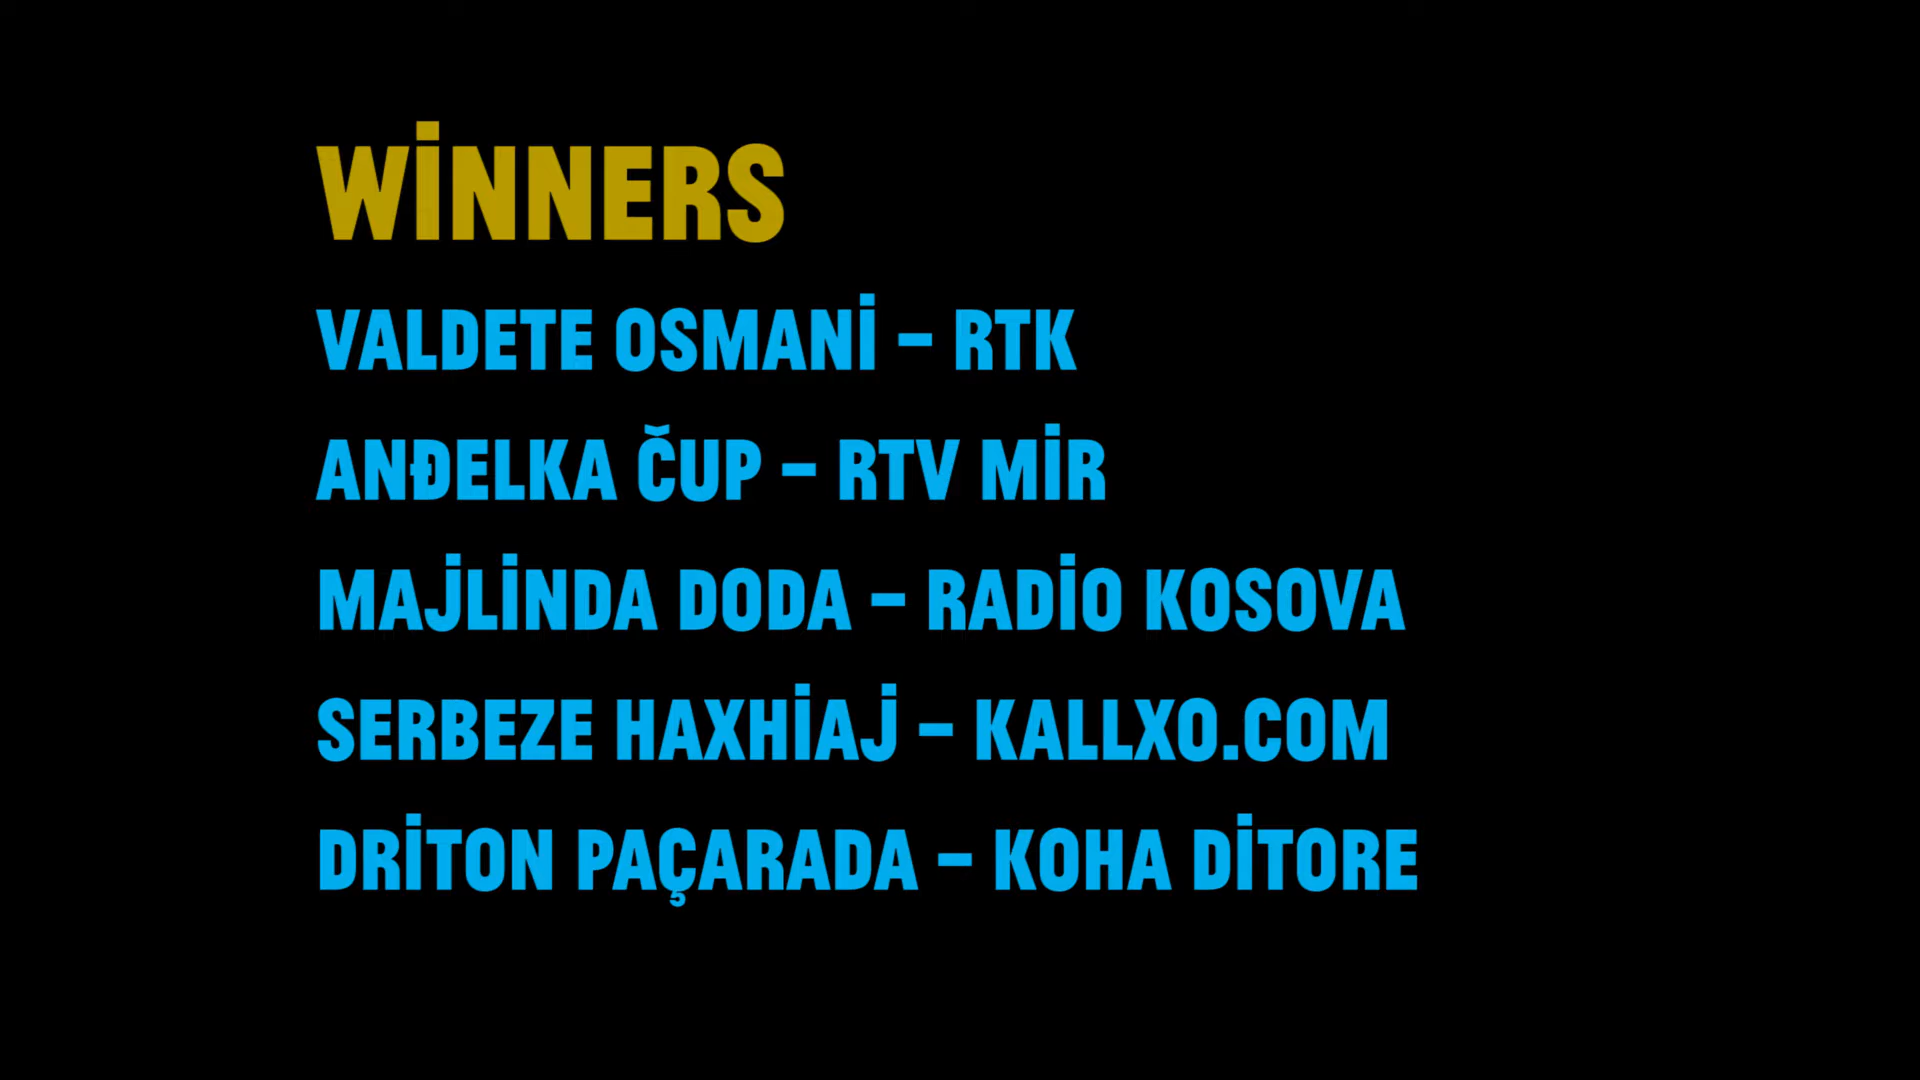 WİNNERS
VALDETE OSMANİ – RTK
ANĐELKA ČUP – RTV MİR
MAJLİNDA DODA – RADİO KOSOVA
SERBEZE HAXHİAJ – KALLXO.COM
DRİTON PAÇARADA – KOHA DİTORE